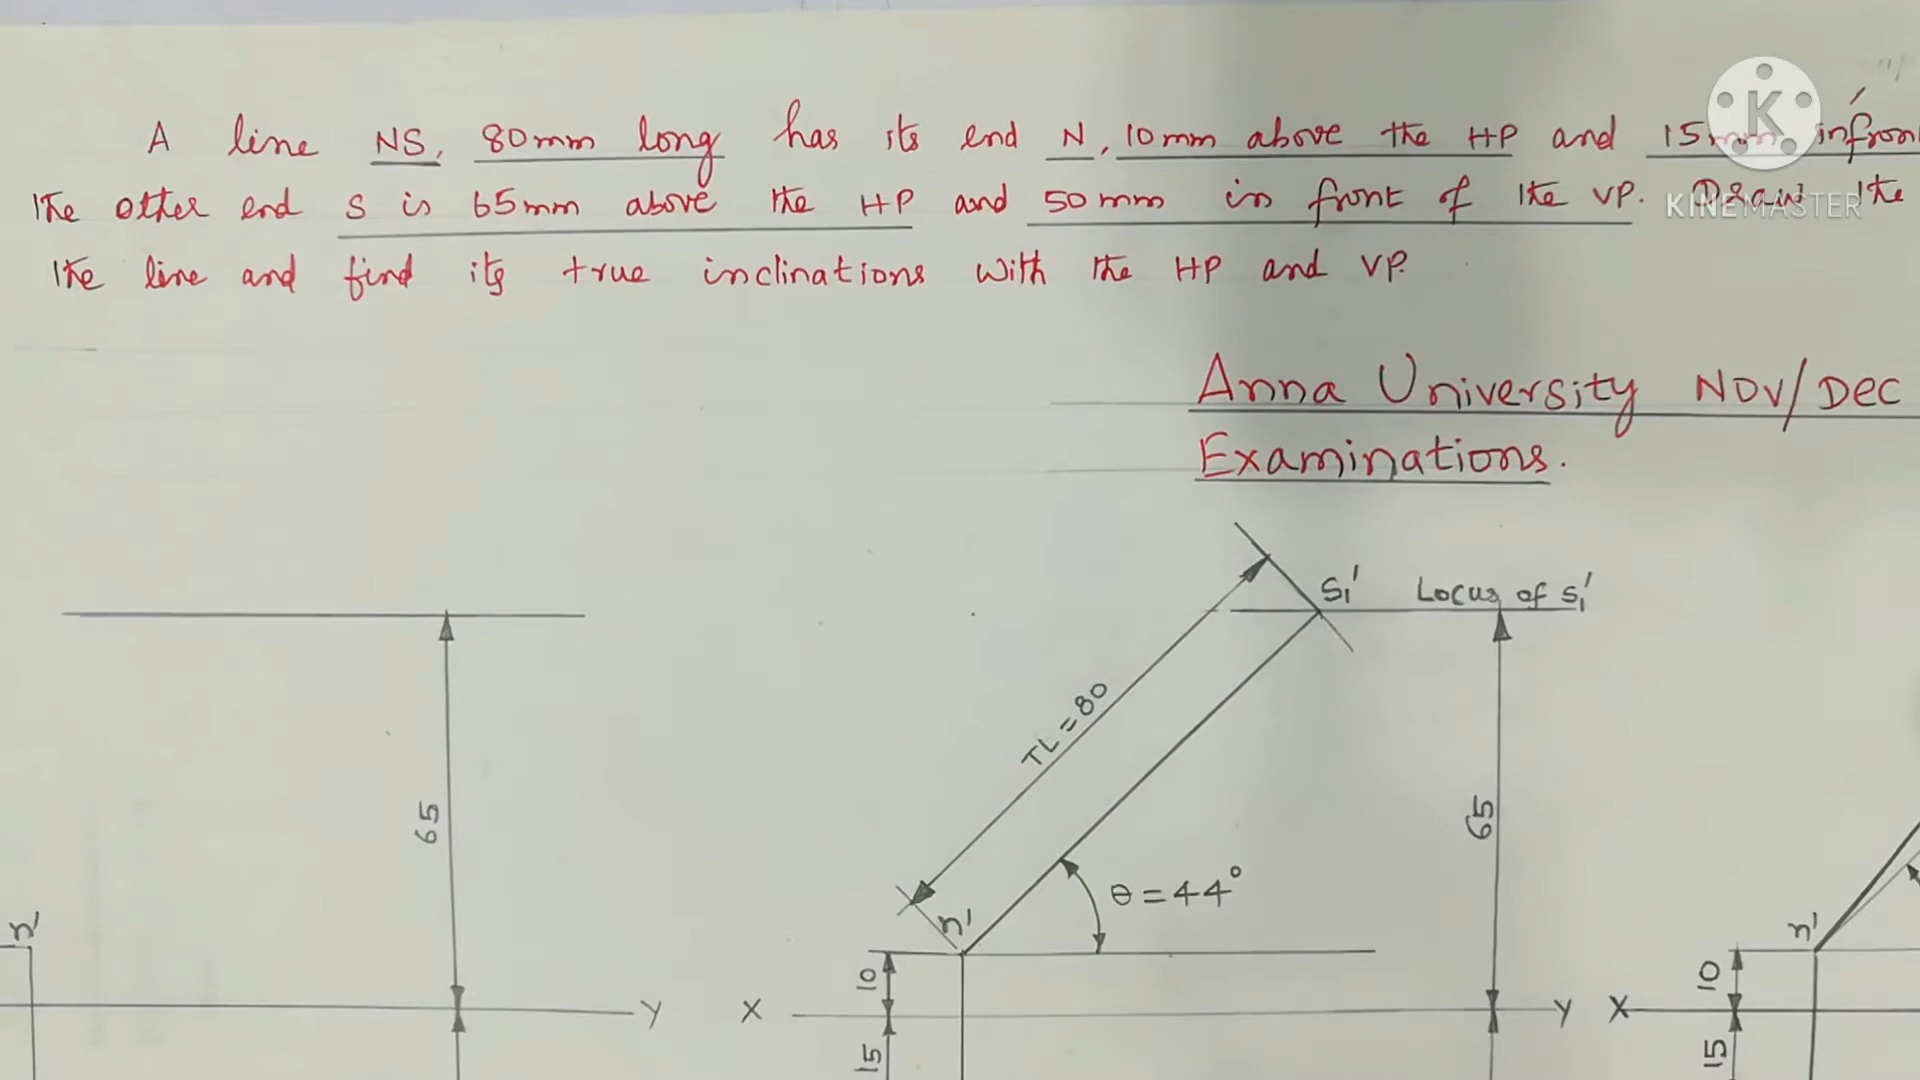 A line NS, 80mm long has its end N, 10mm above the HP and 15mm infron
the other end S is 65mm above the HP and 50mm in front of the VP. Draw the
the line and find its true inclinations with the HP and VP.
Anna University NOV/DEC
Examinations.
K
KINEMASTER
S1' Locus of s1'
TL=80
65
65
θ=44°
n'
n'
n'
10
10
Y X Y X
15
15